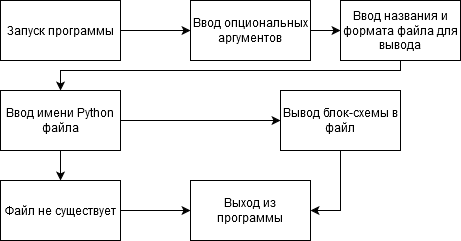 Запуск программы
Ввод опциональных
аргументов
Ввод названия и
формата файла для
вывода
Ввод имени Python
файла
Вывод блок-схемы в
файл
Файл не существует
Выход из
программы